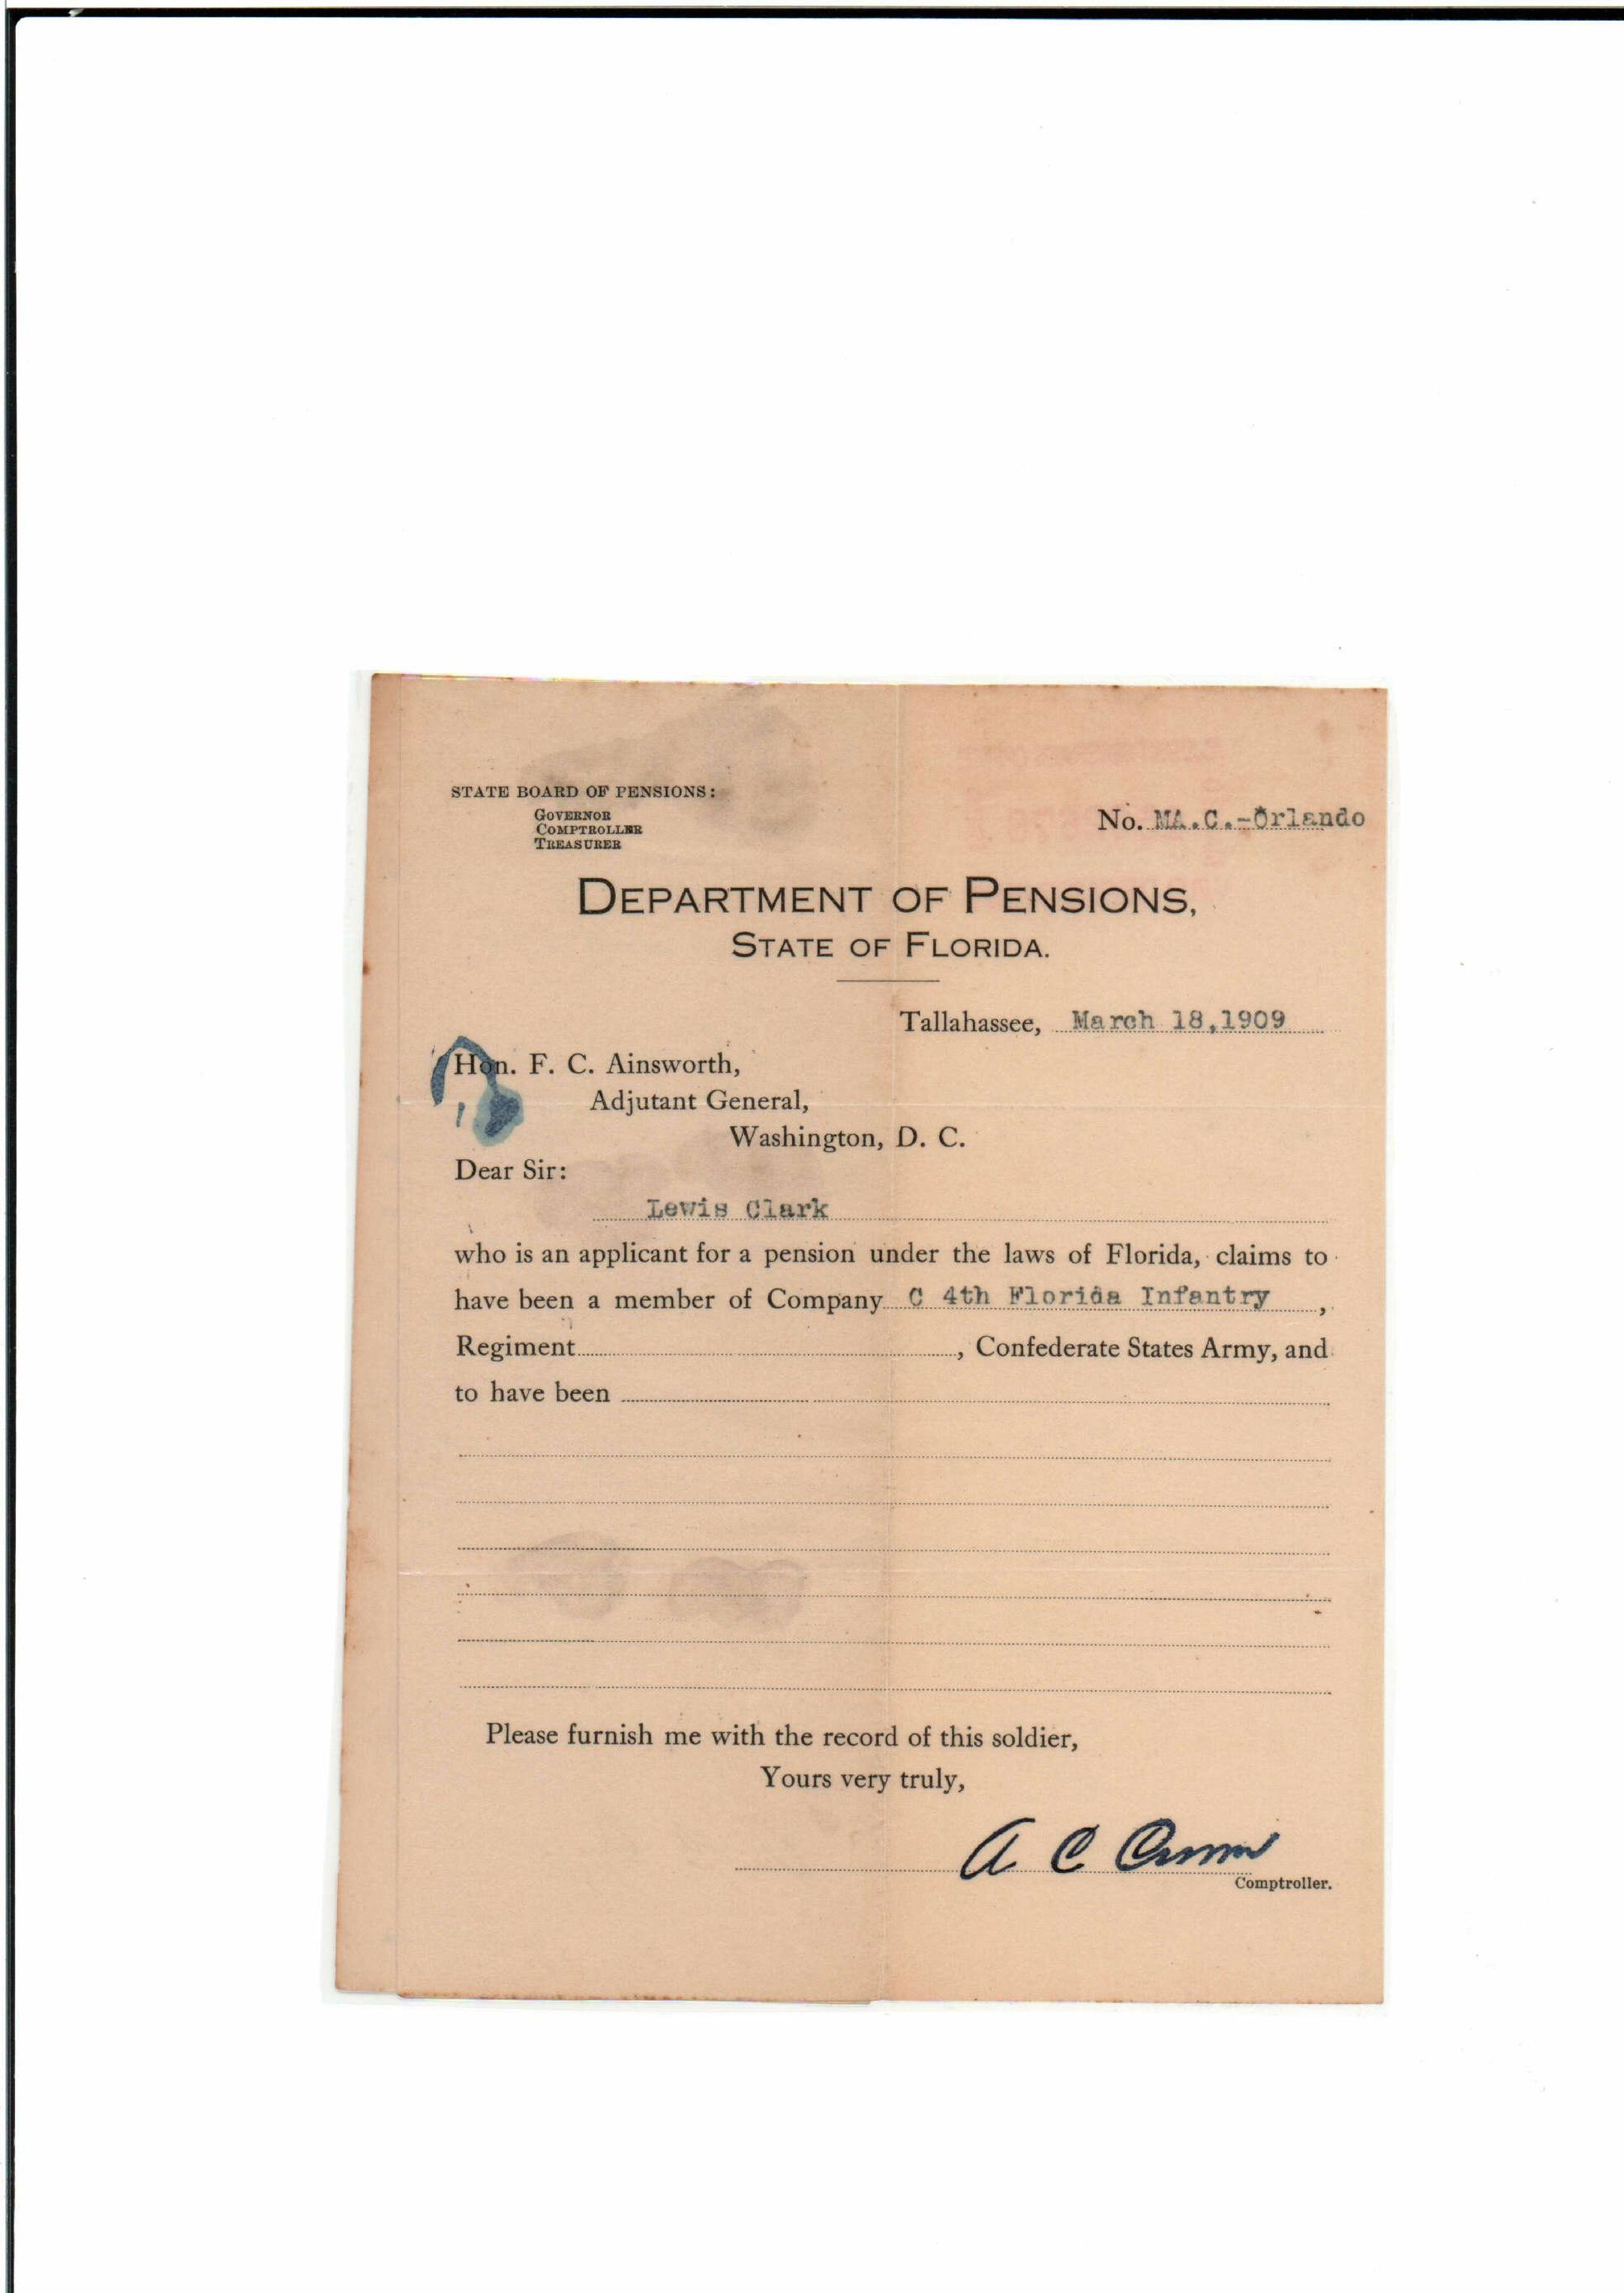 STATE BOARD OF PENSIONS:
GOVERNOR
COMPTROLLER
TREASURER
No. MA.C.-Orlando
DEPARTMENT OF PENSIONS,
STATE OF FLORIDA.
Tallahassee, March 18,1909
Hon. F. C. Ainsworth,
Adjutant General,
Washington, D. C.
Dear Sir:
Lewis Clark
who is an applicant for a pension under the laws of Florida, claims to
have been a member of Company C 4th Florida Infantry,
Regiment, Confederate States Army, and
to have been
Please furnish me with the record of this soldier,
Yours very truly,
A C
Comptroller.